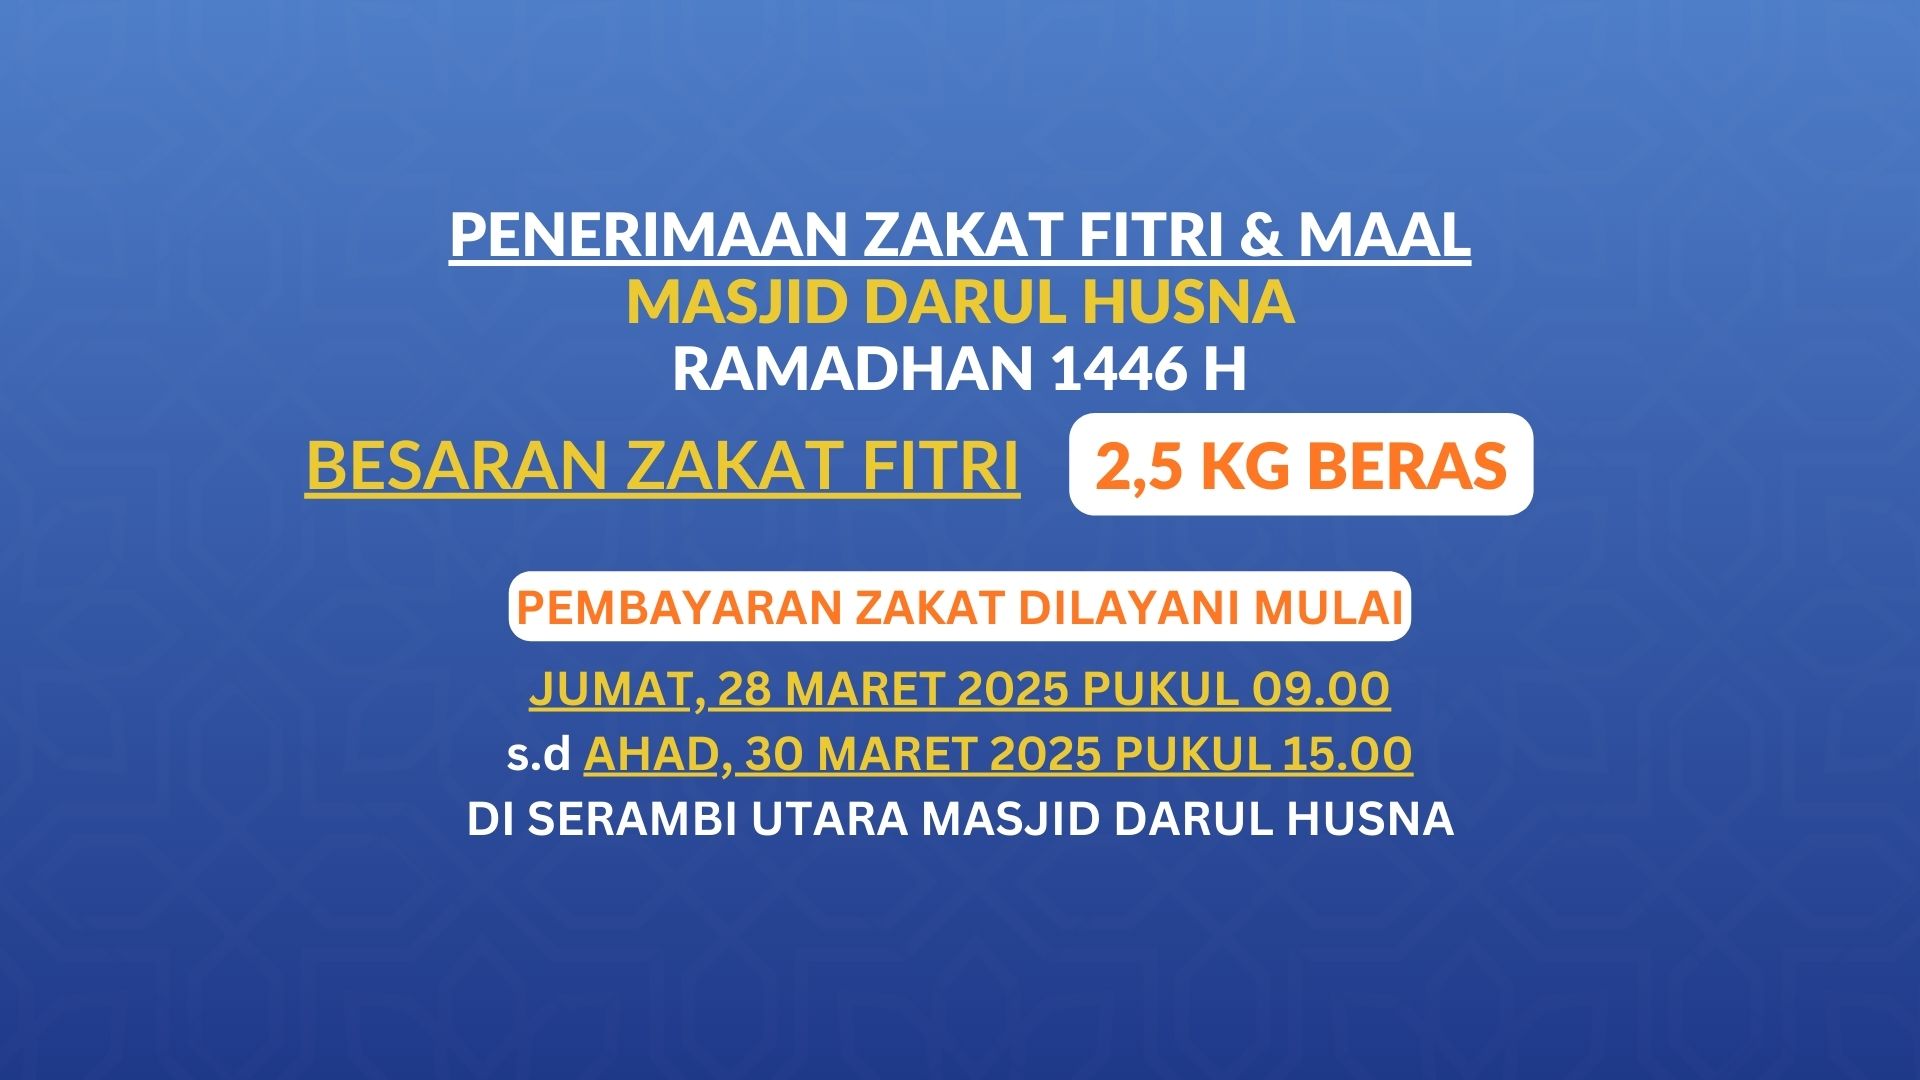 PENERIMAAN ZAKAT FITRI & MAAL
MASJID DARUL HUSNA
RAMADHAN 1446 H
BESARAN ZAKAT FITRI 2,5 KG BERAS
PEMBAYARAN ZAKAT DILAYANI MULAI
JUMAT, 28 MARET 2025 PUKUL 09.00
s.d AHAD, 30 MARET 2025 PUKUL 15.00
DI SERAMBI UTARA MASJID DARUL HUSNA